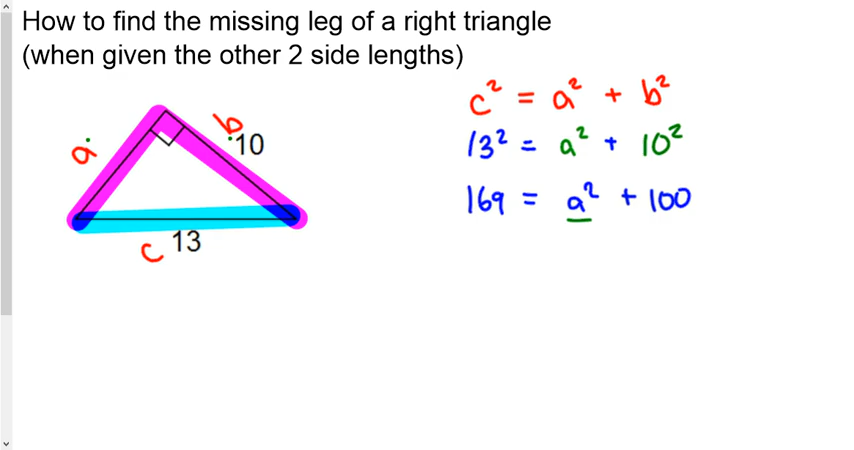 How to find the missing leg of a right triangle
(when given the other 2 side lengths)
c² = a² + b²
13² = a² + 10²
169 = a² + 100
a
b
10
c 13